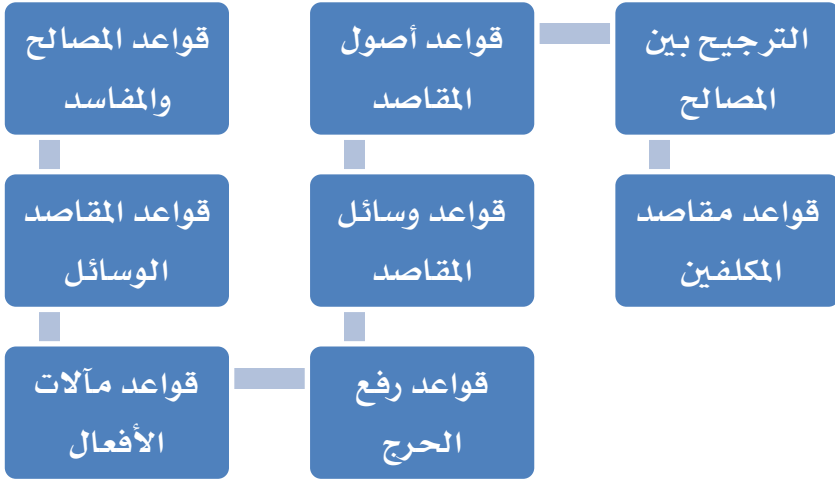 قواعد المصالح
والمفاسد
قواعد المقاصد
الوسائل
قواعد مآلات
الأفعال
قواعد رفع
الحرج
قواعد وسائل
المقاصد
قواعد أصول
المقاصد
الترجيح بين
المصالح
قواعد مقاصد
المكلفين